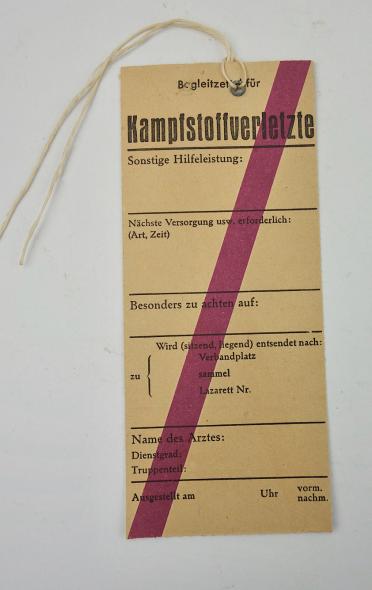 Begleitzettel für
Kampfstoffverletzte
Sonstige Hilfeleistung:
Nächste Versorgung usw. erforderlich:
(Art, Zeit)
Besonders zu achten auf:
Wird (sitzend, liegend) entsendet nach:
Verbandplatz
zu { sammel
Lazarett Nr.
Name des Arztes:
Dienstgrad:
Truppenteil:
Ausgestellt am Uhr vorm.
nachm.